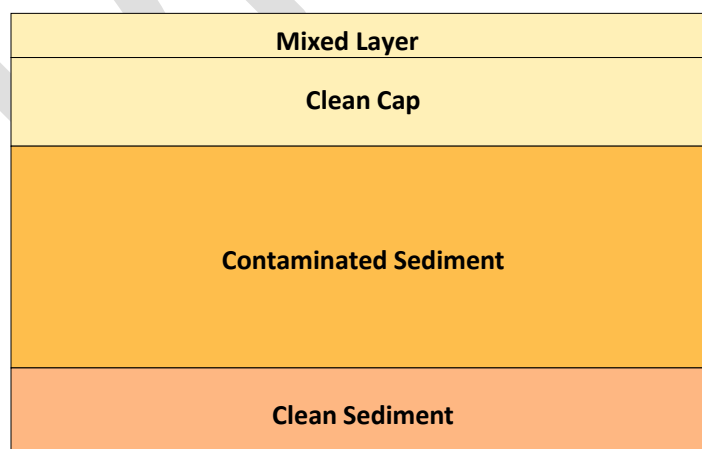 Mixed Layer
Clean Cap
Contaminated Sediment
Clean Sediment